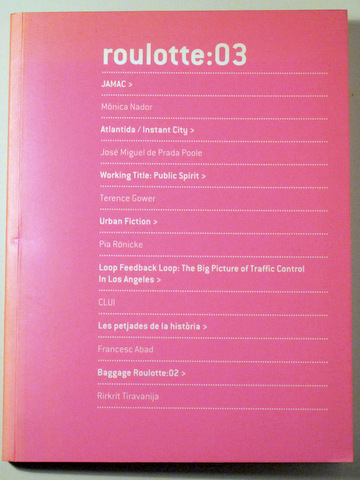 roulotte:03
JAMAC >
Mônica Nador
Atlantida / Instant City >
José Miguel de Prada Poole
Working Title: Public Spirit >
Terence Gower
Urban Fiction >
Pia Rönicke
Loop Feedback Loop: The Big Picture of Traffic Control
In Los Angeles >
CLUI
Les petjades de la història >
Francesc Abad
Baggage Roulotte:02 >
Rirkrit Tiravanija